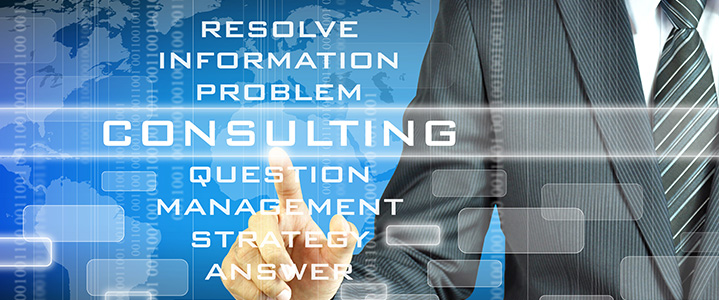 RESOLVE
INFORMATION
PROBLEM
CONSULTING
QUESTION
MANAGEMENT
STRATEGY
ANSWER